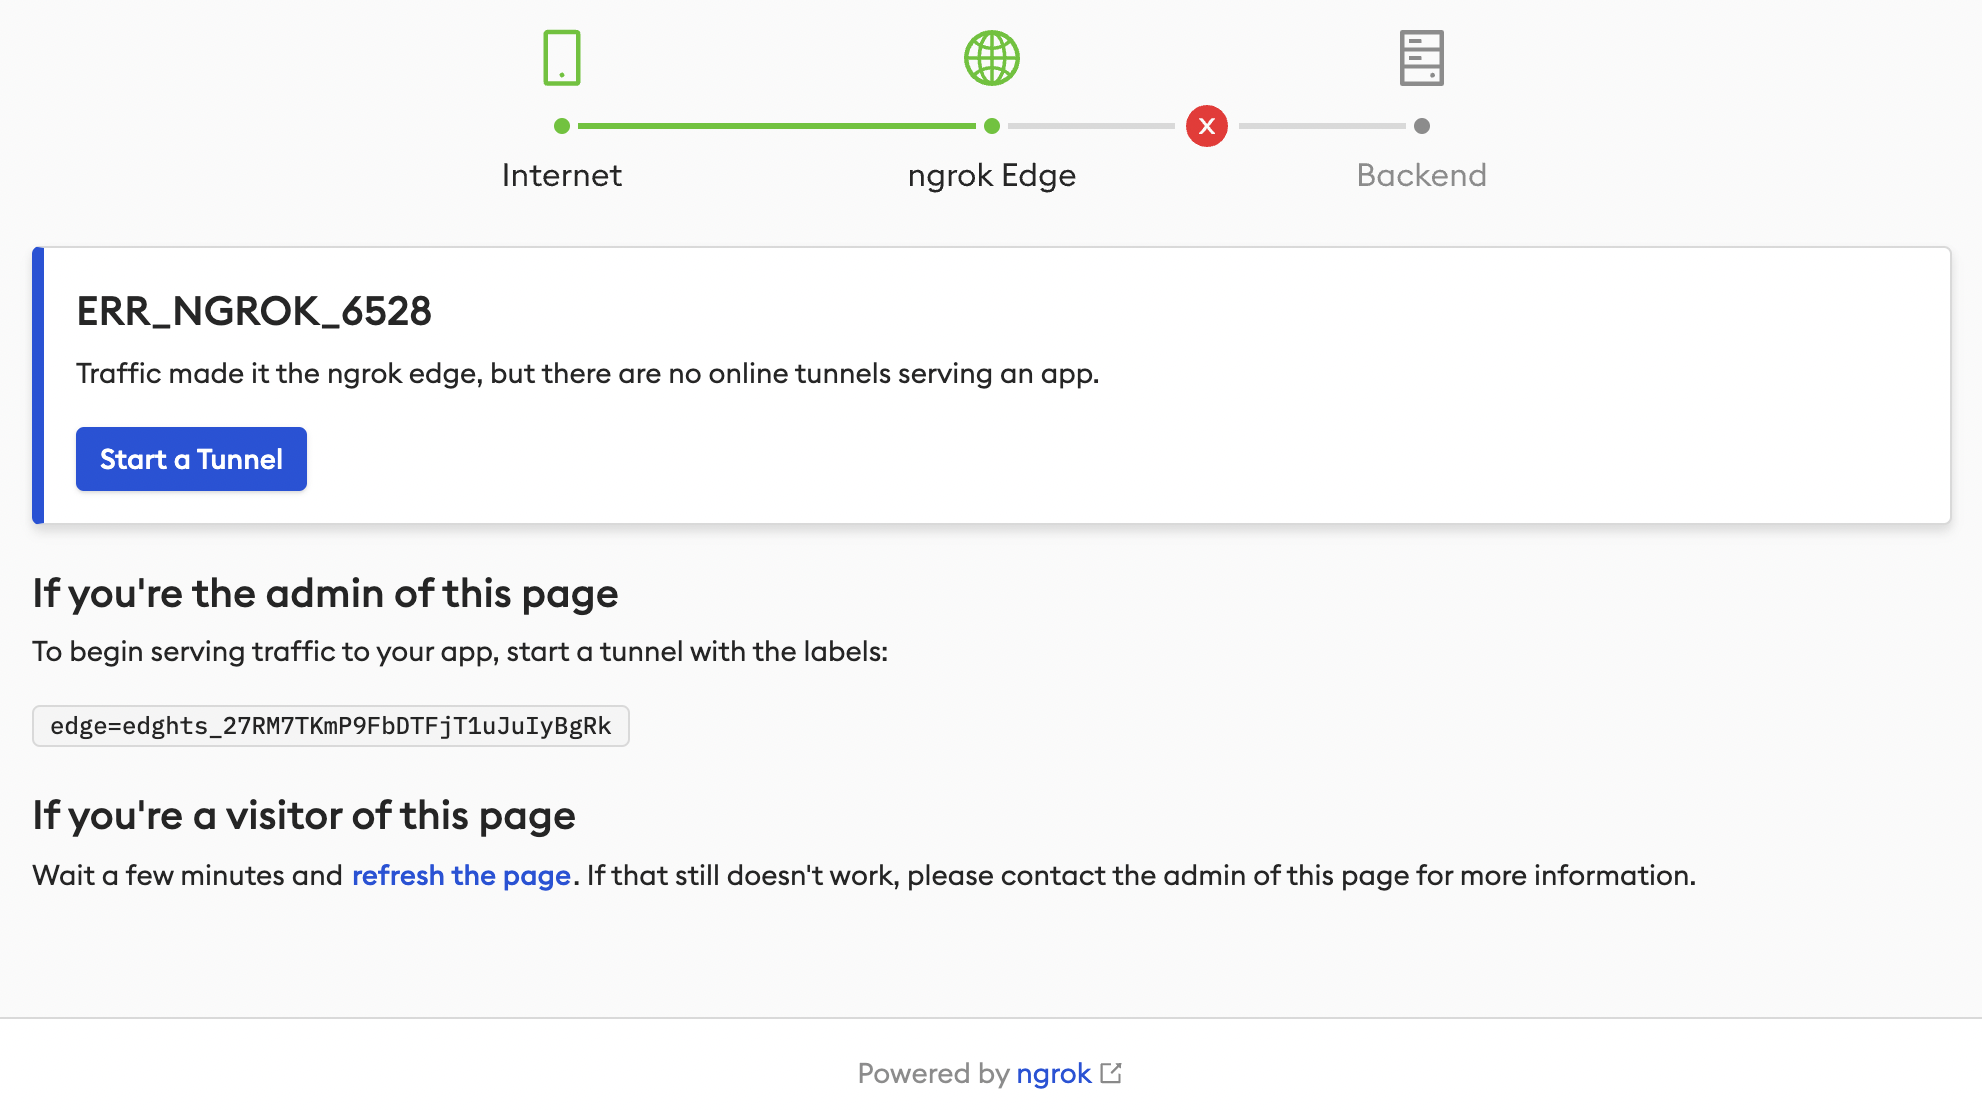 Internet
ngrok Edge
X
Backend
ERR_NGROK_6528
Traffic made it the ngrok edge, but there are no online tunnels serving an app.
Start a Tunnel
If you're the admin of this page
To begin serving traffic to your app, start a tunnel with the labels:
edge=edghts_27RM7TKmP9FbDTFjT1uJuIyBgRk
If you're a visitor of this page
Wait a few minutes and refresh the page. If that still doesn't work, please contact the admin of this page for more information.
Powered by ngrok